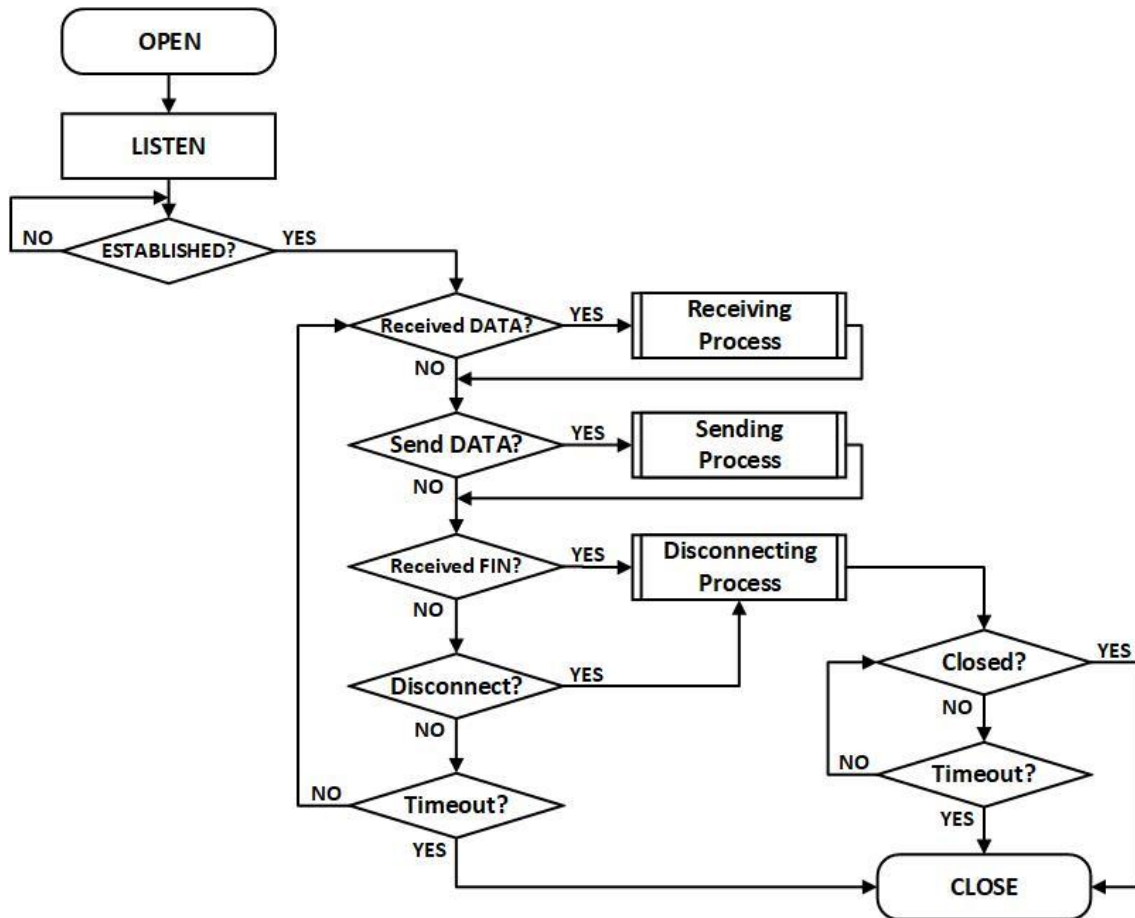 OPEN
LISTEN
NO
ESTABLISHED?
YES
Received DATA?
YES
Receiving
Process
NO
Send DATA?
YES
Sending
Process
NO
Received FIN?
YES
Disconnecting
Process
NO
Disconnect?
YES
Closed?
YES
NO
NO
Timeout?
NO
Timeout?
NO
YES
YES
CLOSE